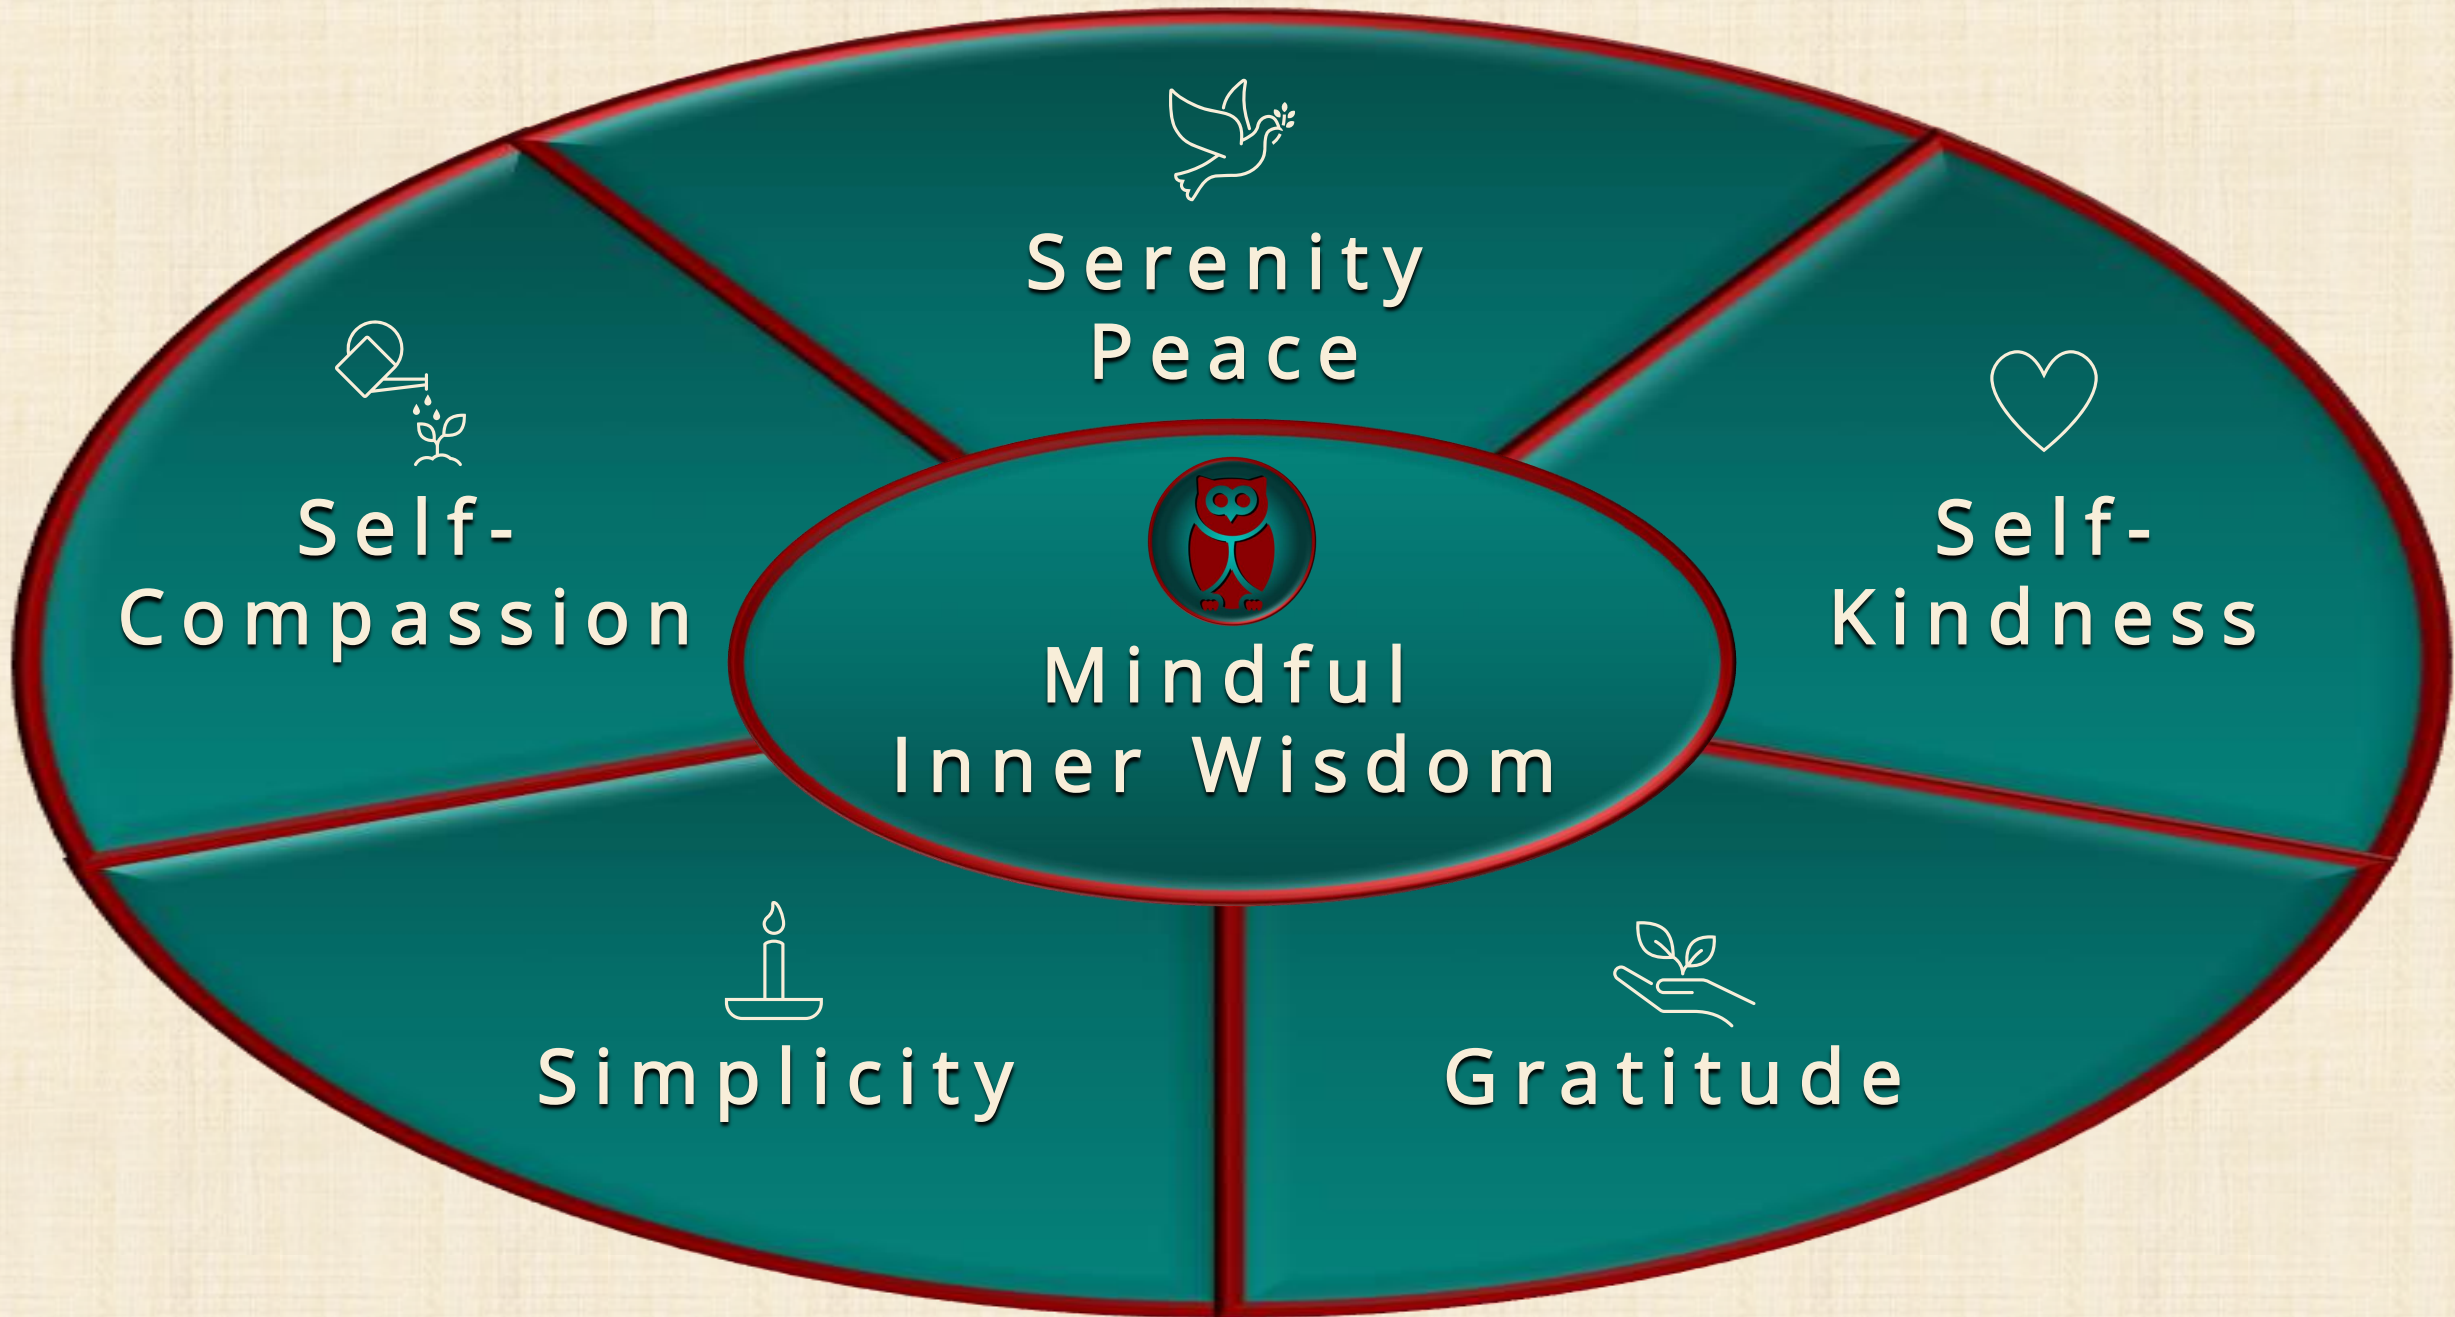 Serenity
Peace
Self-
Compassion
Self-
Kindness
Mindful
Inner Wisdom
Simplicity
Gratitude